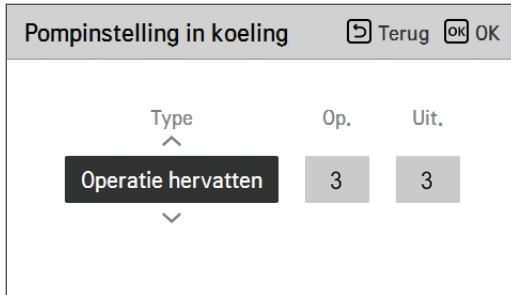 Pompinstelling in koeling Terug OK OK
Type Op. Uit.
Operatie hervatten 3 3